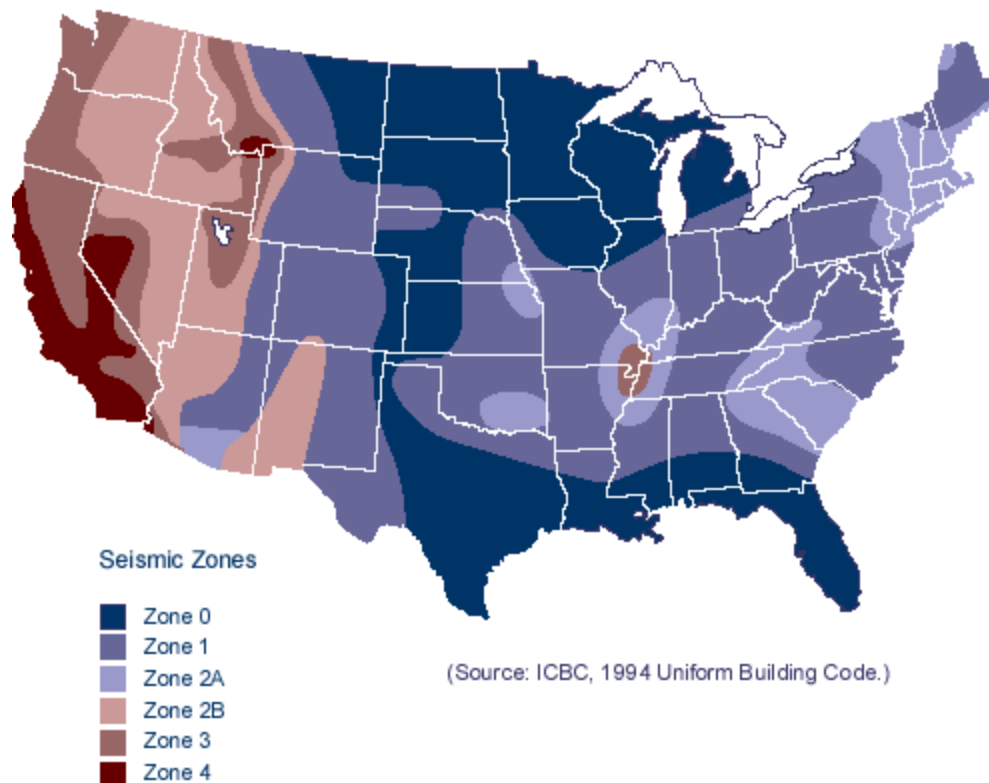 Seismic Zones
Zone 0
Zone 1
Zone 2A
Zone 2B
Zone 3
Zone 4
(Source: ICBC, 1994 Uniform Building Code.)